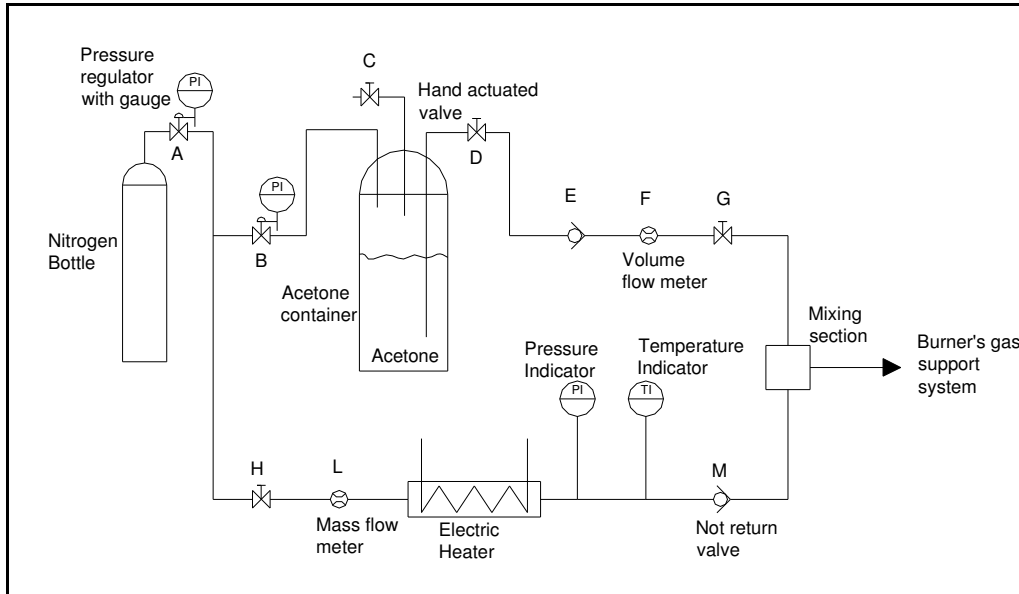 Pressure
regulator
with gauge
PI
A
C
Hand actuated
valve
D
PI
B
Nitrogen
Bottle
Acetone
container
Acetone
E
F
G
Volume
flow meter
Mixing
section
Burner's gas
support
system
Pressure
Indicator
PI
Temperature
Indicator
TI
H
L
Mass flow
meter
Electric
Heater
M
Not return
valve